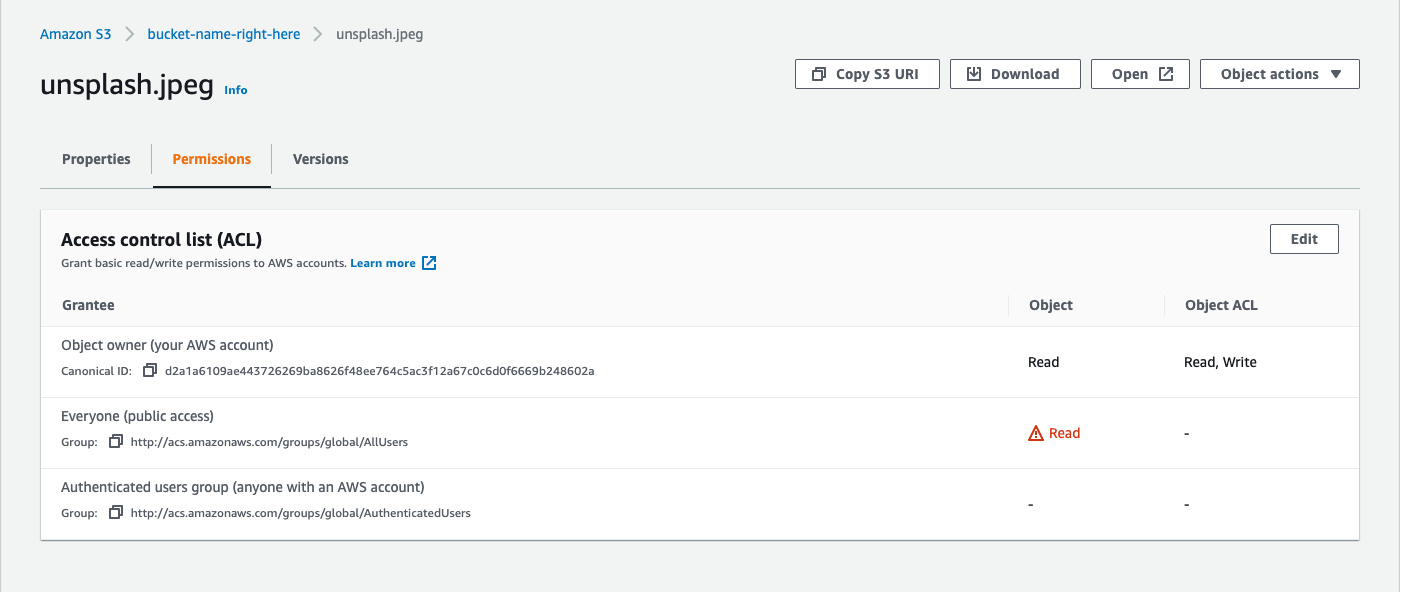 Amazon S3 > bucket-name-right-here > unsplash.jpeg
unsplash.jpeg Info
Copy S3 URI Download Open Object actions
Properties Permissions Versions
Access control list (ACL)
Edit
Grant basic read/write permissions to AWS accounts. Learn more
Grantee Object Object ACL
Object owner (your AWS account)
Canonical ID: d2a1a6109ae443726269ba8626f48ee764c5ac3f12a67c0c6d0f6669b248602a
Read Read, Write
Everyone (public access)
Group: http://acs.amazonaws.com/groups/global/AllUsers
Read -
Authenticated users group (anyone with an AWS account)
Group: http://acs.amazonaws.com/groups/global/AuthenticatedUsers
- -